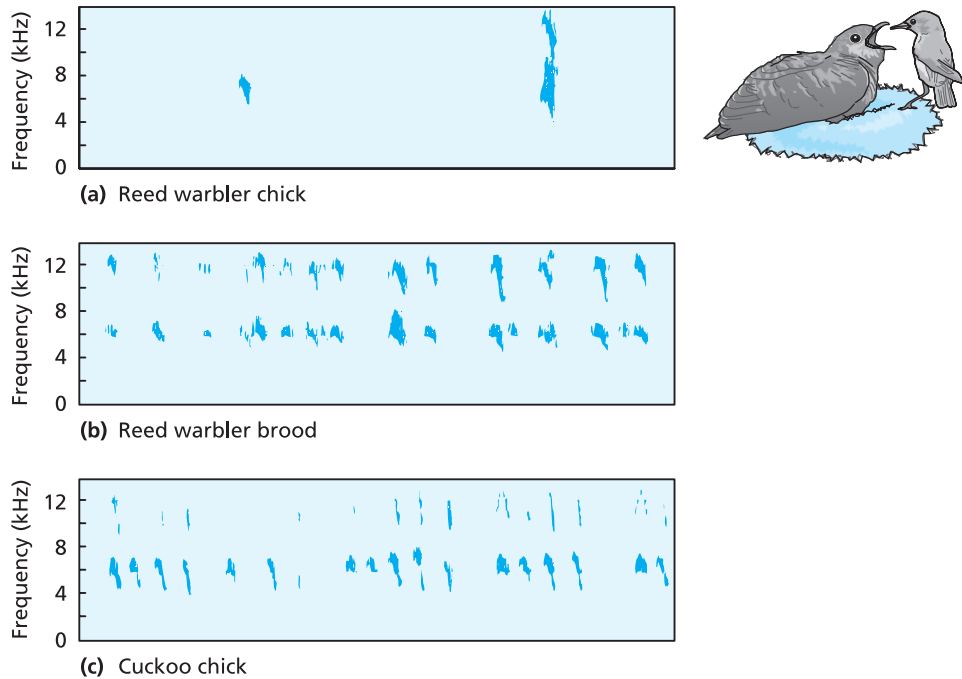 Frequency (kHz)
12
8
4
0
(a) Reed warbler chick
Frequency (kHz)
12
8
4
0
(b) Reed warbler brood
Frequency (kHz)
12
8
4
0
(c) Cuckoo chick